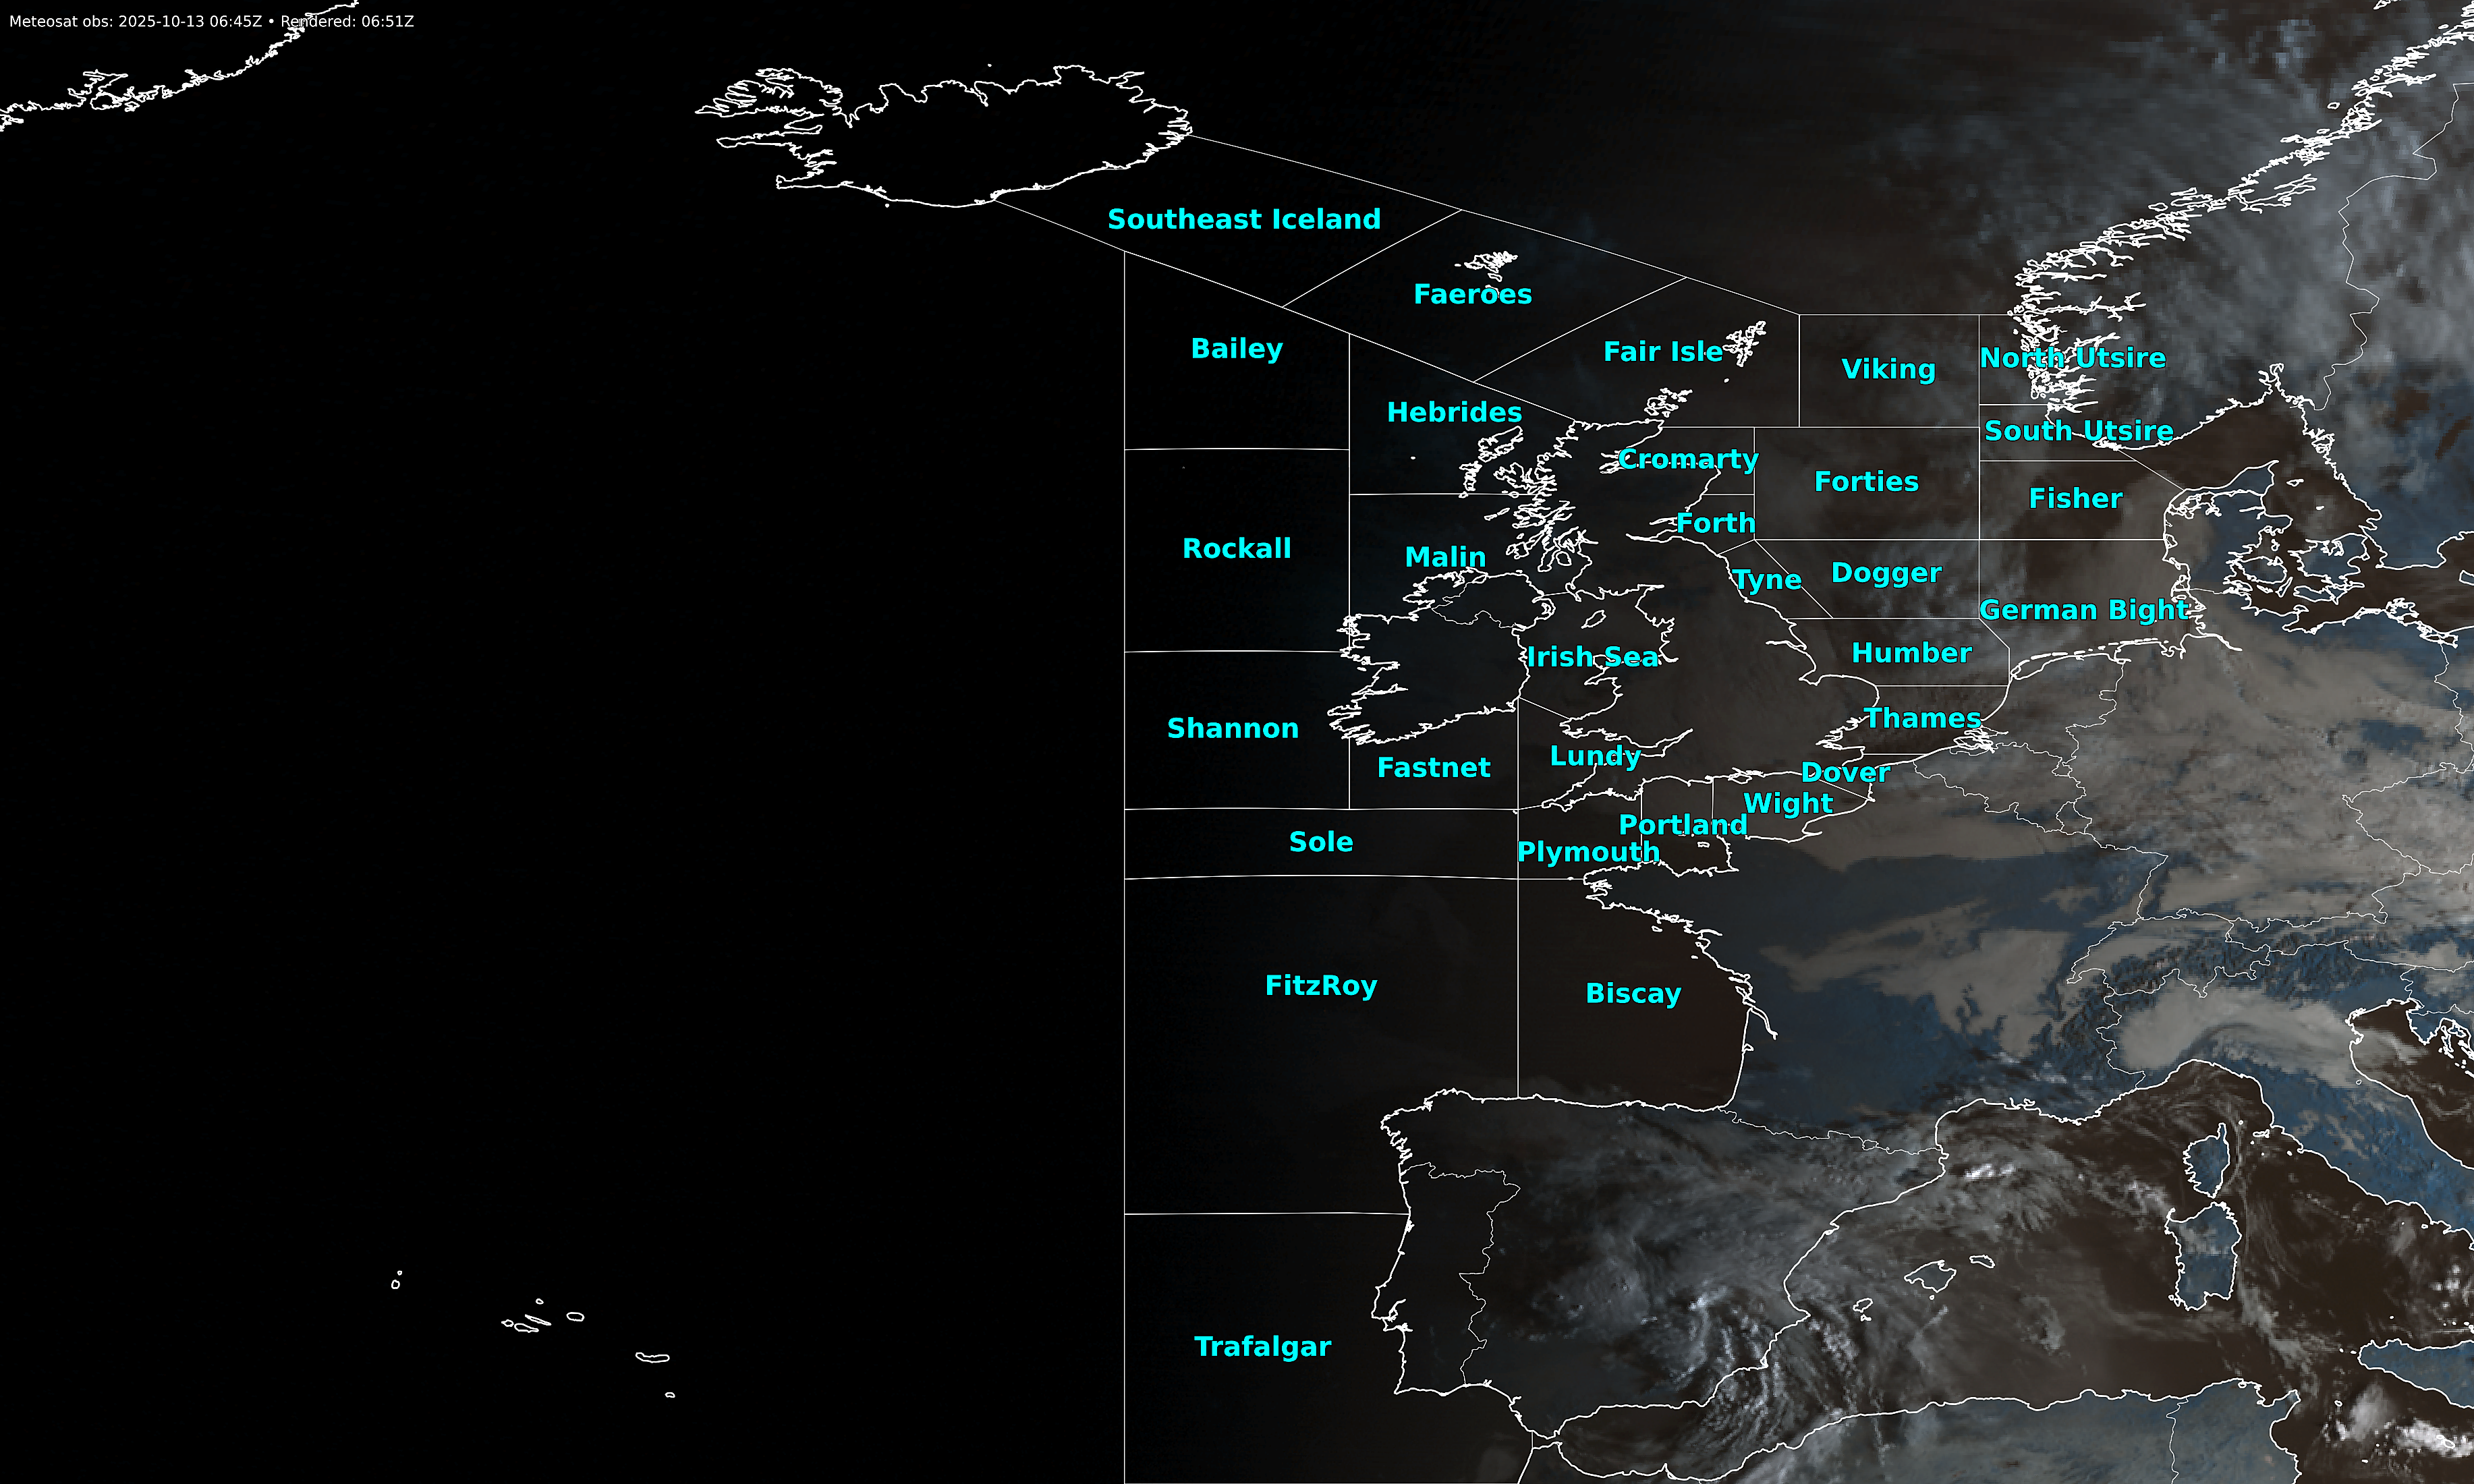 Meteosat obs: 2025-10-13 06:45Z • Rendered: 06:51Z
Southeast Iceland
Faeroes
Bailey
Fair Isle
Viking
North Utsire
Hebrides
South Utsire
Cromarty
Forties
Fisher
Forth
Rockall
Malin
Tyne
Dogger
German Bight
Irish Sea
Humber
Shannon
Thames
Fastnet
Lundy
Dover
Wight
Portland
Sole
Plymouth
FitzRoy
Biscay
Trafalgar